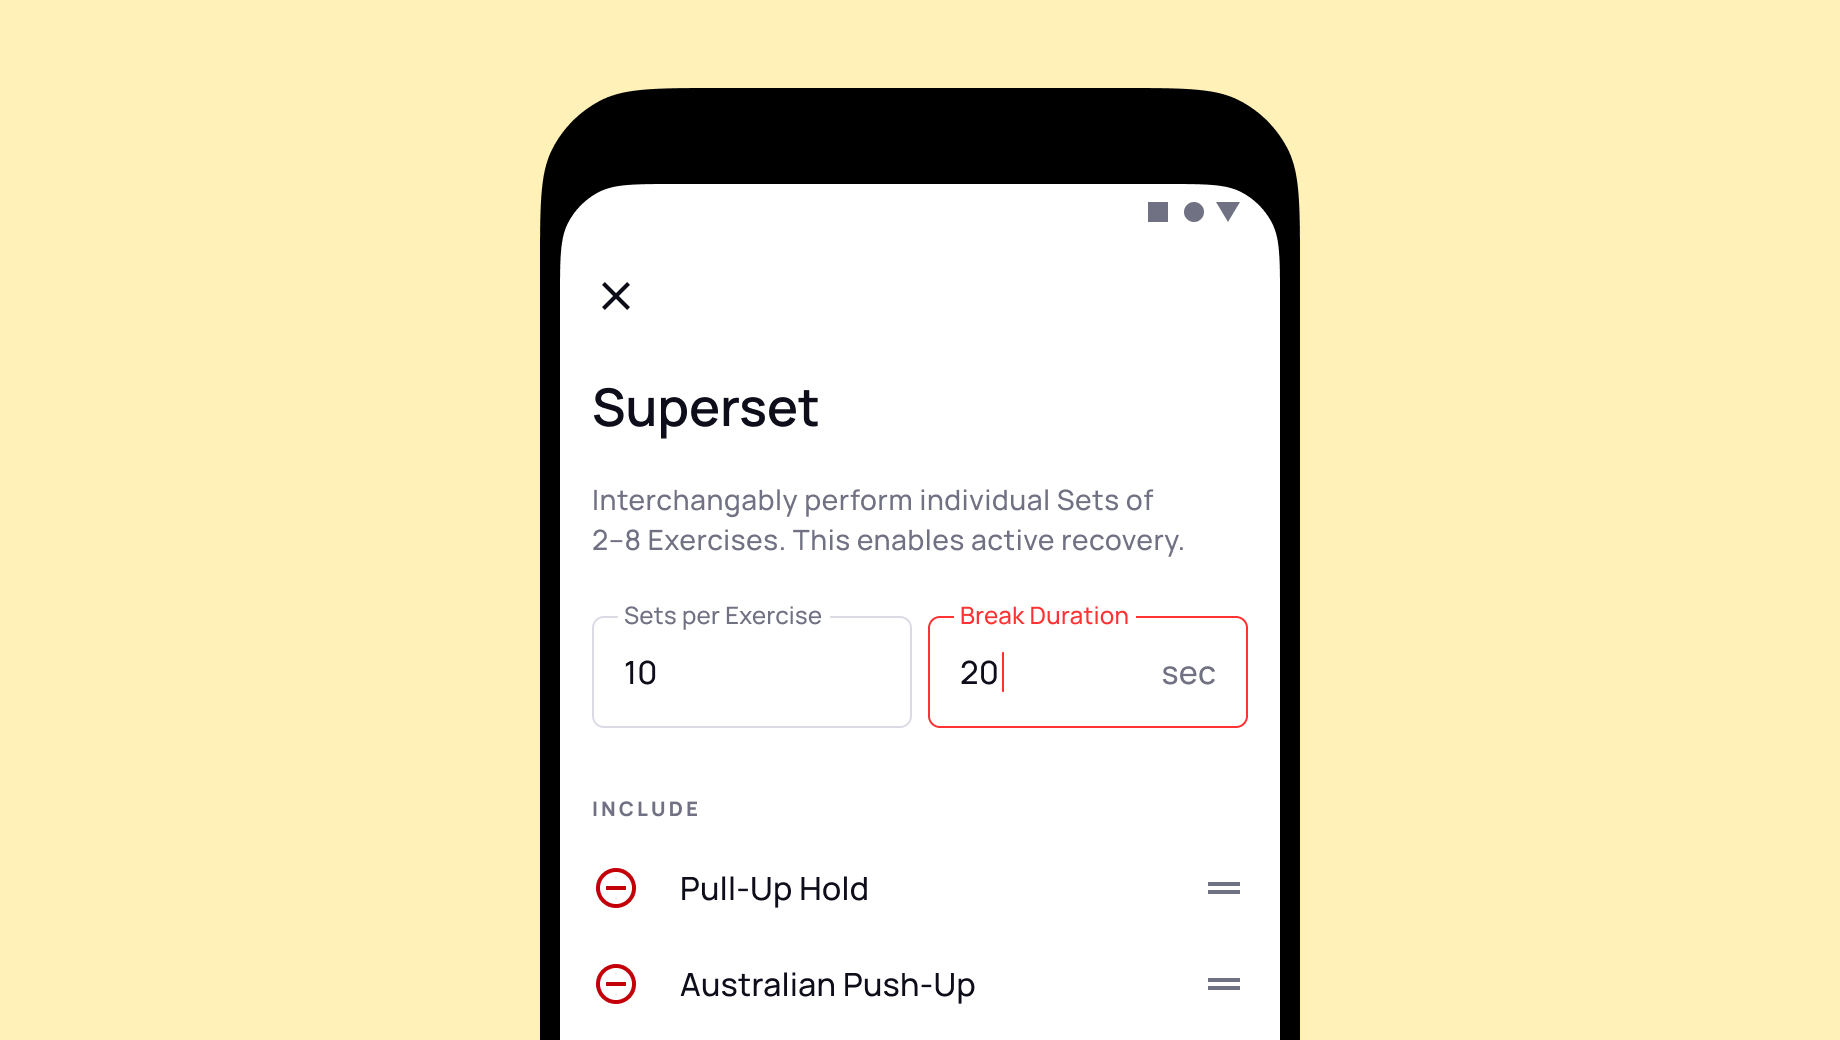 Superset
Interchangably perform individual Sets of
2–8 Exercises. This enables active recovery.
Sets per Exercise
10
Break Duration
20
sec
INCLUDE
Pull-Up Hold
Australian Push-Up